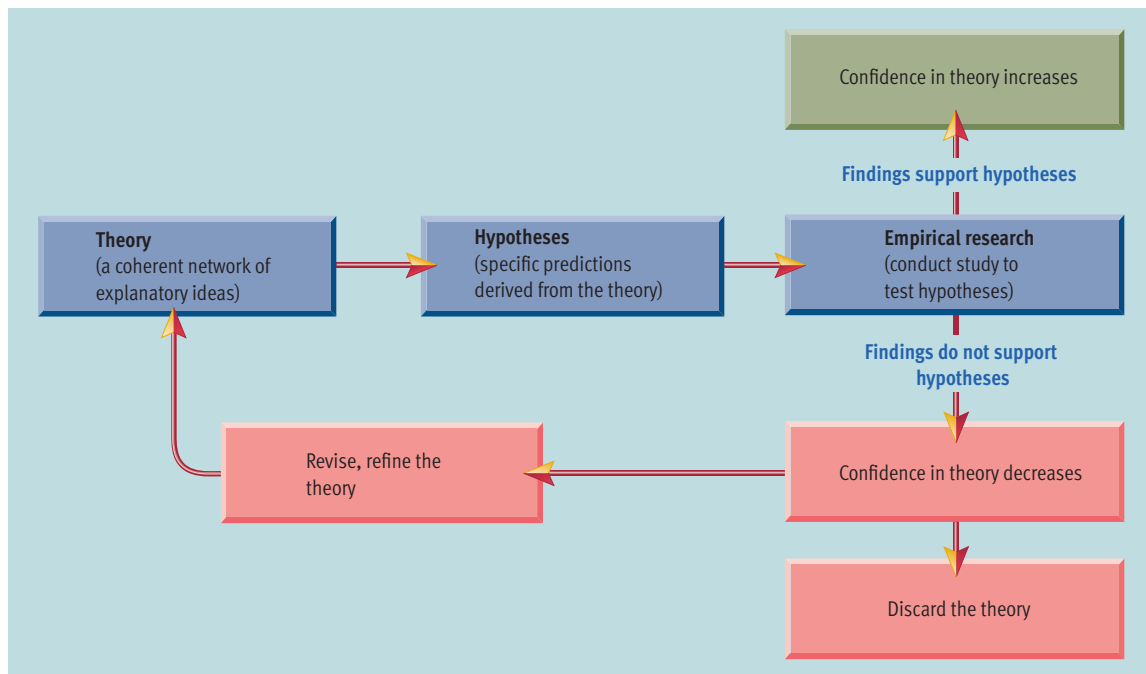 Confidence in theory increases
Findings support hypotheses
Theory
(a coherent network of
explanatory ideas)
Hypotheses
(specific predictions
derived from the theory)
Empirical research
(conduct study to
test hypotheses)
Findings do not support
hypotheses
Revise, refine the
theory
Confidence in theory decreases
Discard the theory